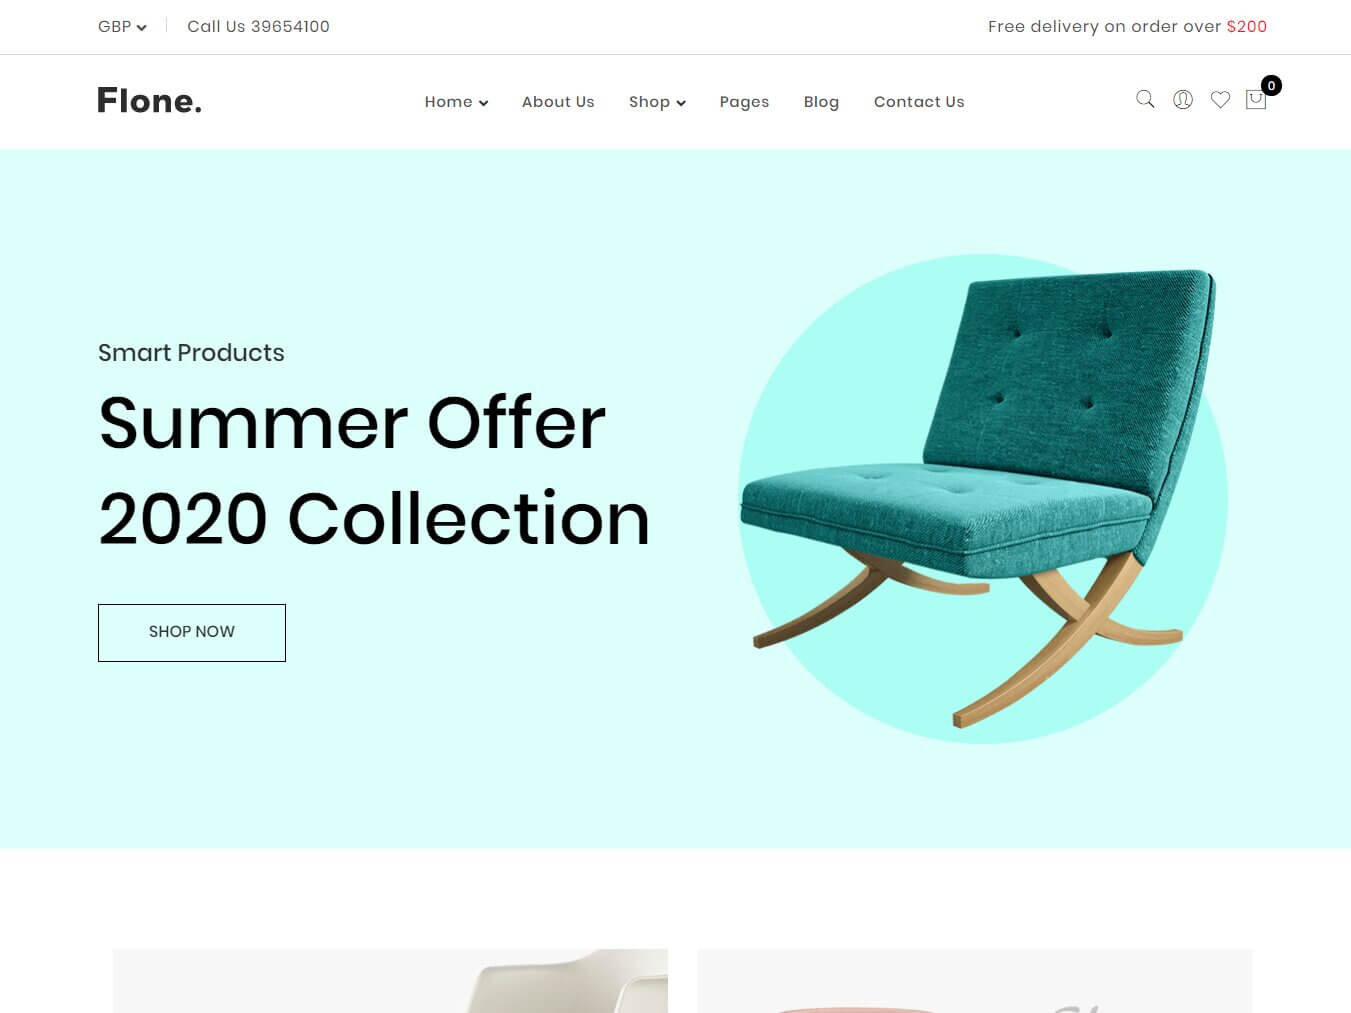 GBP
Call Us 39654100
Free delivery on order over $200
Flone.
Home
About Us
Shop
Pages
Blog
Contact Us
0
Smart Products
Summer Offer
2020 Collection
SHOP NOW